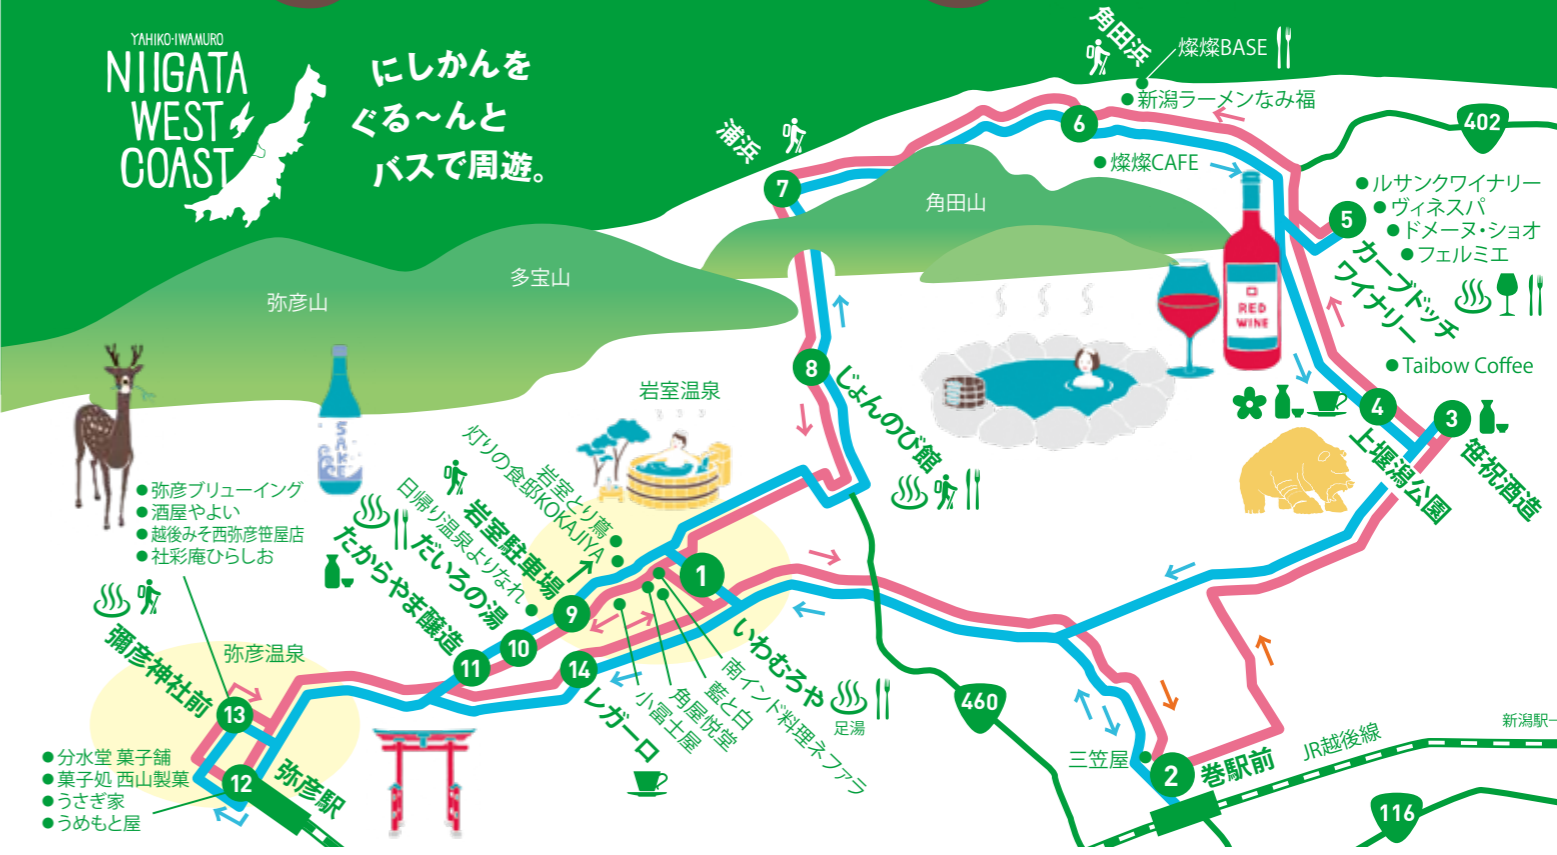 YAHIKO·IWAMURO
NIIGATA
WEST
COAST
にしかんを
ぐる〜んと
バスで周遊。
角田浜
燦燦BASE
新潟ラーメンなみ福
402
浦浜
6
燦燦CAFE
7
ルサンクワイナリー
ヴィネスパ
ドメーヌ・ショオ
フェルミエ
5
カーブドッチ
ワイナリー
角田山
多宝山
弥彦山
RED
WINE
8
じょんのび館
Taibow Coffee
4
上堰潟公園
3
笹祝酒造
SAKE
岩室温泉
灯りの食邸KOKAJIYA
岩室とり蔦
日帰り温泉よりなれ
岩室駐車場
だいろの湯
たからやま醸造
弥彦ブリューイング
酒屋やよい
越後みそ西弥彦笹屋店
社彩庵ひらしお
1
いわむろや
足湯
9
10
11
14
レガーロ
小冨士屋
角屋悦堂
藍と白
南インド料理ネファラ
弥彦温泉
彌彦神社前
13
12
弥彦駅
分水堂 菓子舗
菓子処 西山製菓
うさぎ家
うめもと屋
460
三笠屋
2
巻駅前
JR越後線
新潟駅
116